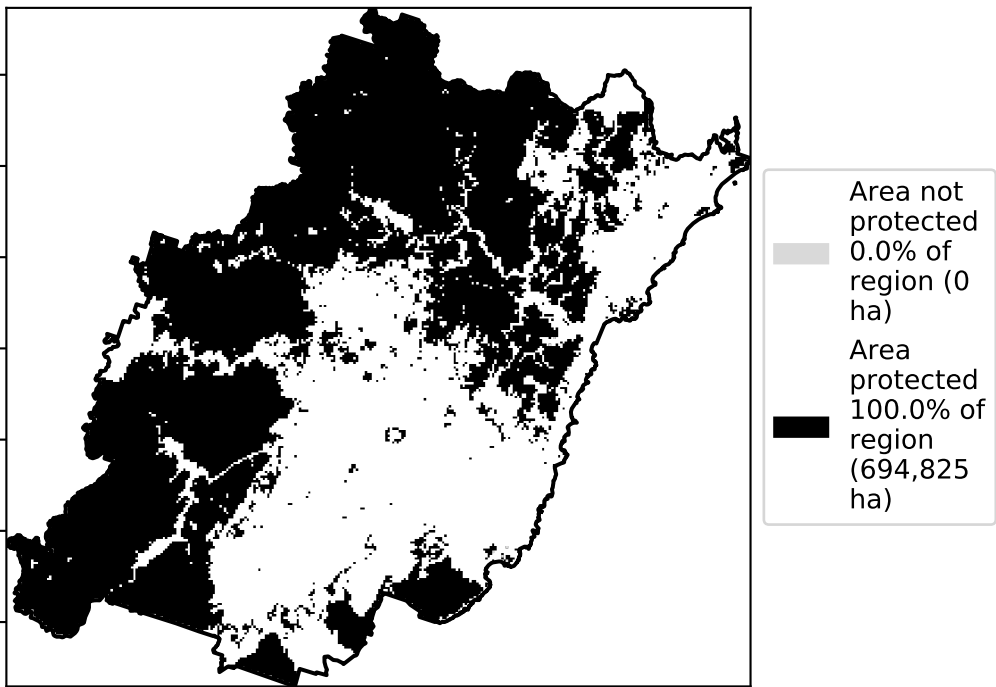 Area not
protected
0.0% of
region (0
ha)
Area
protected
100.0% of
region
(694,825
ha)